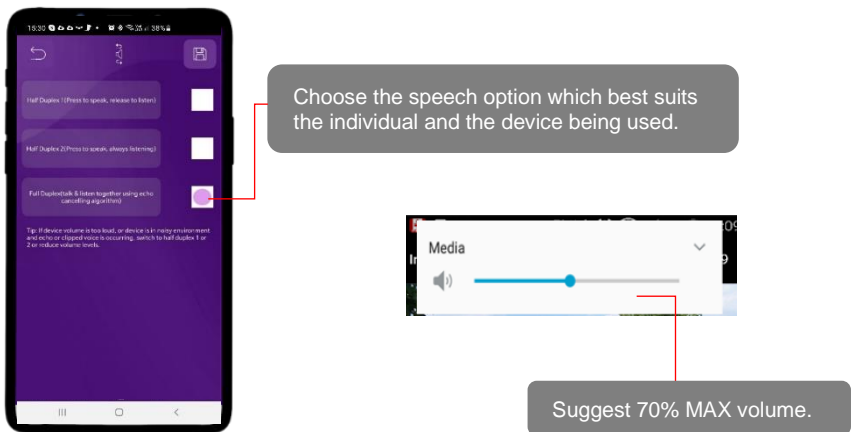 15:30
38%
Half Duplex 1(Press to speak, release to listen)
Half Duplex 2(Press to speak, always listening)
Full Duplex(talk & listen together using echo
cancelling algorithm)
Tip: If device volume is too loud, or device is in noisy environment
and echo or clipped voice is occurring, switch to half duplex 1 or
2 or reduce volume levels.
Choose the speech option which best suits
the individual and the device being used.
Media
Suggest 70% MAX volume.